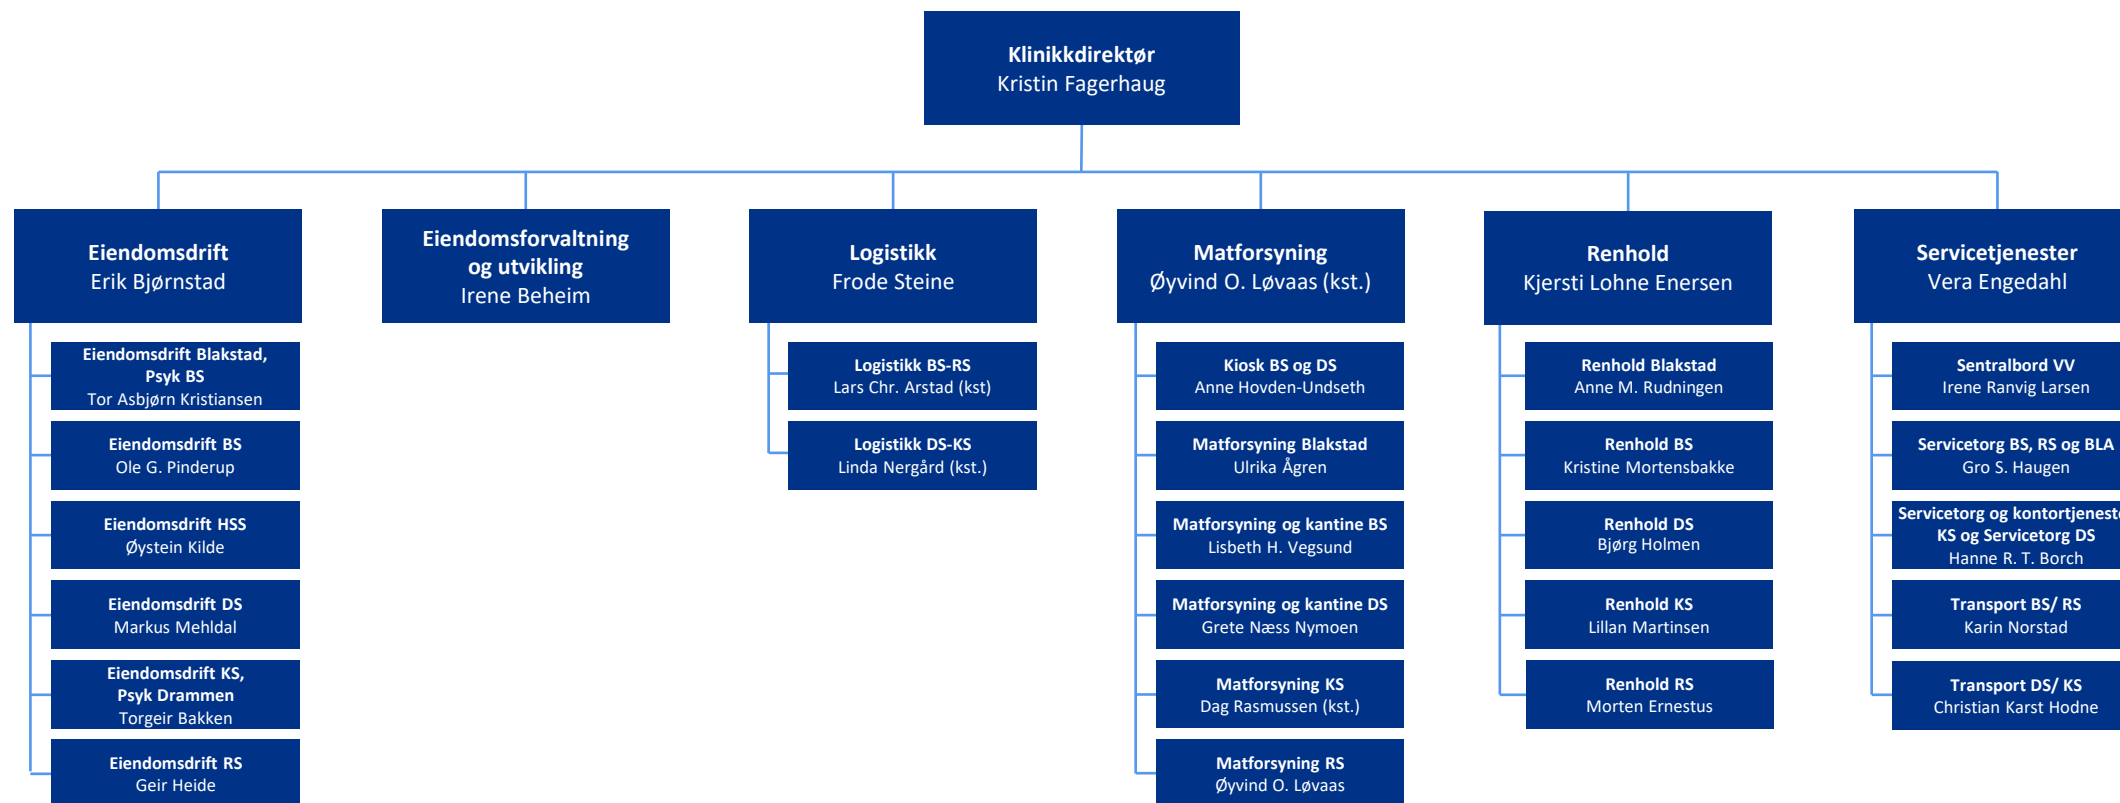 Klinikkdirektør
Kristin Fagerhaug
Eiendomsdrift
Erik Bjørnstad
Eiendomsforvaltning
og utvikling
Irene Beheim
Logistikk
Frode Steine
Matforsyning
Øyvind O. Løvaas (kst.)
Renhold
Kjersti Lohne Enersen
Servicetjenester
Vera Engedahl
Eiendomsdrift Blakstad,
Psyk BS
Tor Asbjørn Kristiansen
Eiendomsdrift BS
Ole G. Pinderup
Eiendomsdrift HSS
Øystein Kilde
Eiendomsdrift DS
Markus Mehldal
Eiendomsdrift KS,
Psyk Drammen
Torgeir Bakken
Eiendomsdrift RS
Geir Heide
Logistikk BS-RS
Lars Chr. Arstad (kst)
Logistikk DS-KS
Linda Nergård (kst.)
Kiosk BS og DS
Anne Hovden-Undseth
Matforsyning Blakstad
Ulrika Ågren
Matforsyning og kantine BS
Lisbeth H. Vegsund
Matforsyning og kantine DS
Grete Næss Nymoen
Matforsyning KS
Dag Rasmussen (kst.)
Matforsyning RS
Øyvind O. Løvaas
Renhold Blakstad
Anne M. Rudningen
Renhold BS
Kristine Mortensbakke
Renhold DS
Bjørg Holmen
Renhold KS
Lillan Martinsen
Renhold RS
Morten Ernestus
Sentralbord VV
Irene Ranvig Larsen
Servicetorg BS, RS og BLA
Gro S. Haugen
Servicetorg og kontortjeneste
KS og Servicetorg DS
Hanne R. T. Borch
Transport BS/ RS
Karin Norstad
Transport DS/ KS
Christian Karst Hodne